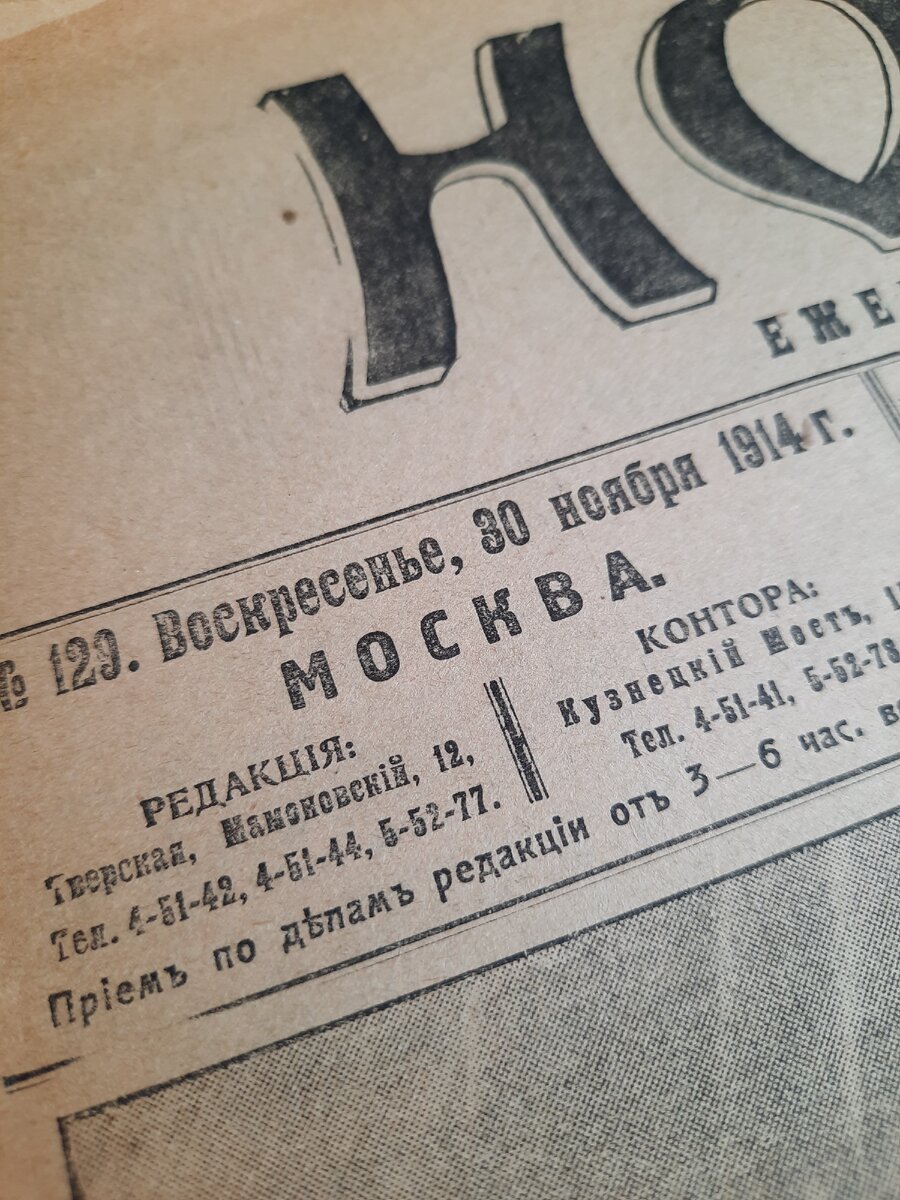 НО
ЕЖЕ
№ 129. Воскресенье, 30 ноября 1914 г.
МОСКВА.
РЕДАКЦІЯ:
Тверская, Мамоновскій, 12,
Тел. 4-51-42, 4-51-44, 5-52-77.
КОНТОРА:
Кузнецкій Мостъ,
Тел. 4-51-41, 5-52-78
Пріемъ по дѣламъ редакціи отъ 3—6 час. ве